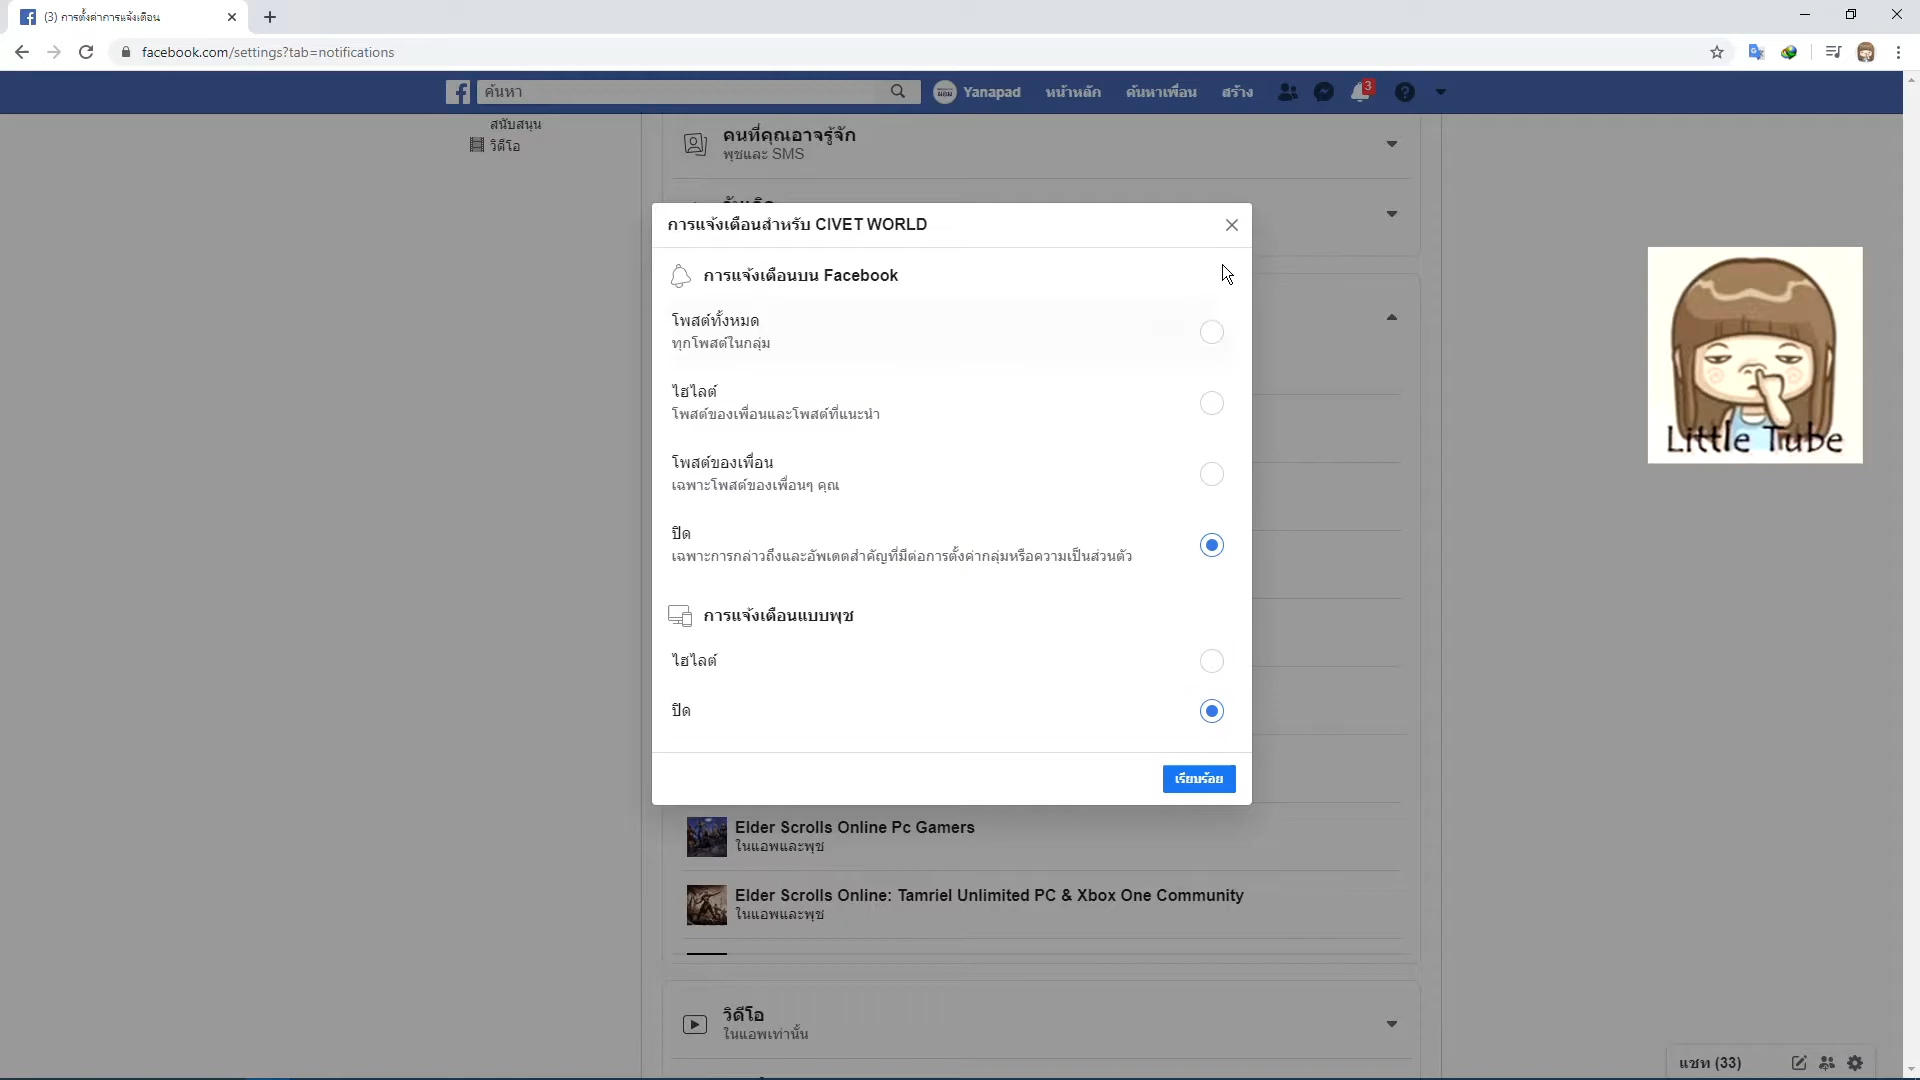 (3) การตั้งค่าการแจ้งเตือน
facebook.com/settings?tab=notifications
ค้นหา
Yanapad
หน้าหลัก
ค้นหาเพื่อน
สร้าง
3
สนับสนุน
วิดีโอ
คนที่คุณอาจรู้จัก
พุชและ SMS
การแจ้งเตือนสำหรับ CIVET WORLD
การแจ้งเตือนบน Facebook
โพสต์ทั้งหมด
ทุกโพสต์ในกลุ่ม
ไฮไลต์
โพสต์ของเพื่อนและโพสต์ที่แนะนำ
โพสต์ของเพื่อน
เฉพาะโพสต์ของเพื่อนๆ คุณ
ปิด
เฉพาะการกล่าวถึงและอัพเดตสำคัญที่มีต่อการตั้งค่ากลุ่มหรือความเป็นส่วนตัว
การแจ้งเตือนแบบพุช
ไฮไลต์
ปิด
เรียบร้อย
Little Tube
Elder Scrolls Online Pc Gamers
ในแอพและพุช
Elder Scrolls Online: Tamriel Unlimited PC & Xbox One Community
ในแอพและพุช
วิดีโอ
ในแอพเท่านั้น
แชท (33)